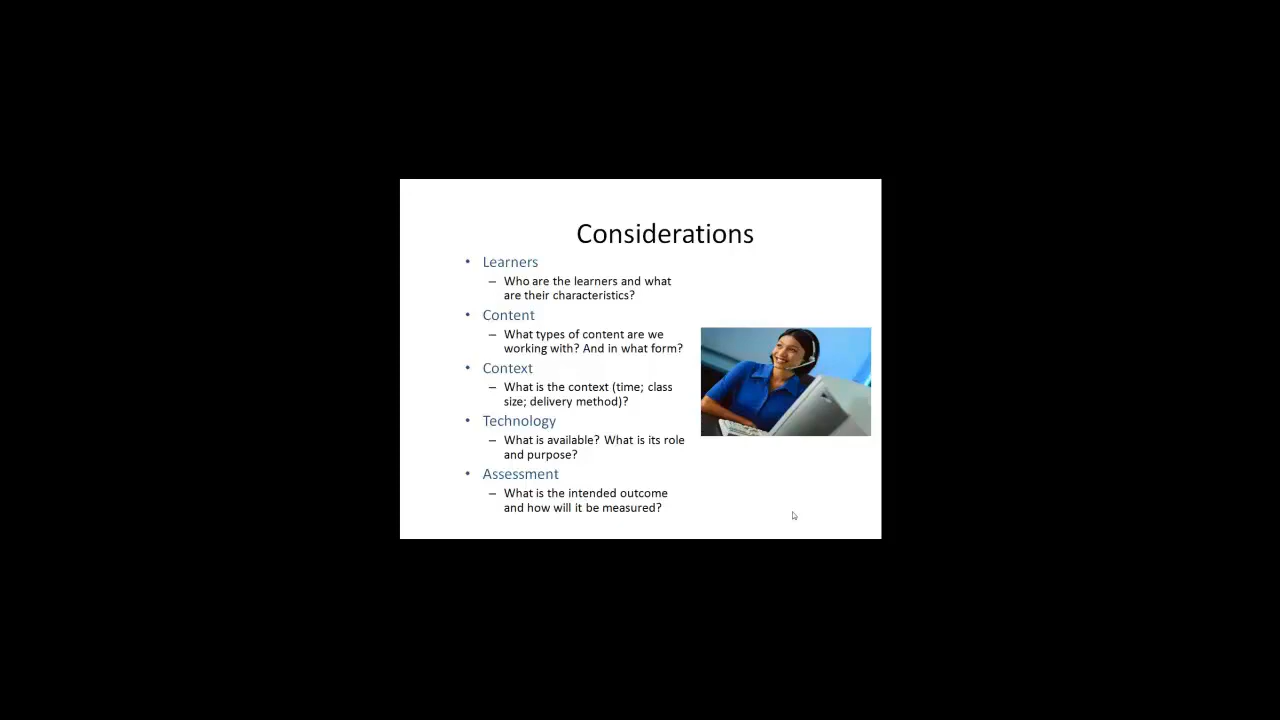 Considerations
• Learners
– Who are the learners and what
are their characteristics?
• Content
– What types of content are we
working with? And in what form?
• Context
– What is the context (time; class
size; delivery method)?
• Technology
– What is available? What is its role
and purpose?
• Assessment
– What is the intended outcome
and how will it be measured?